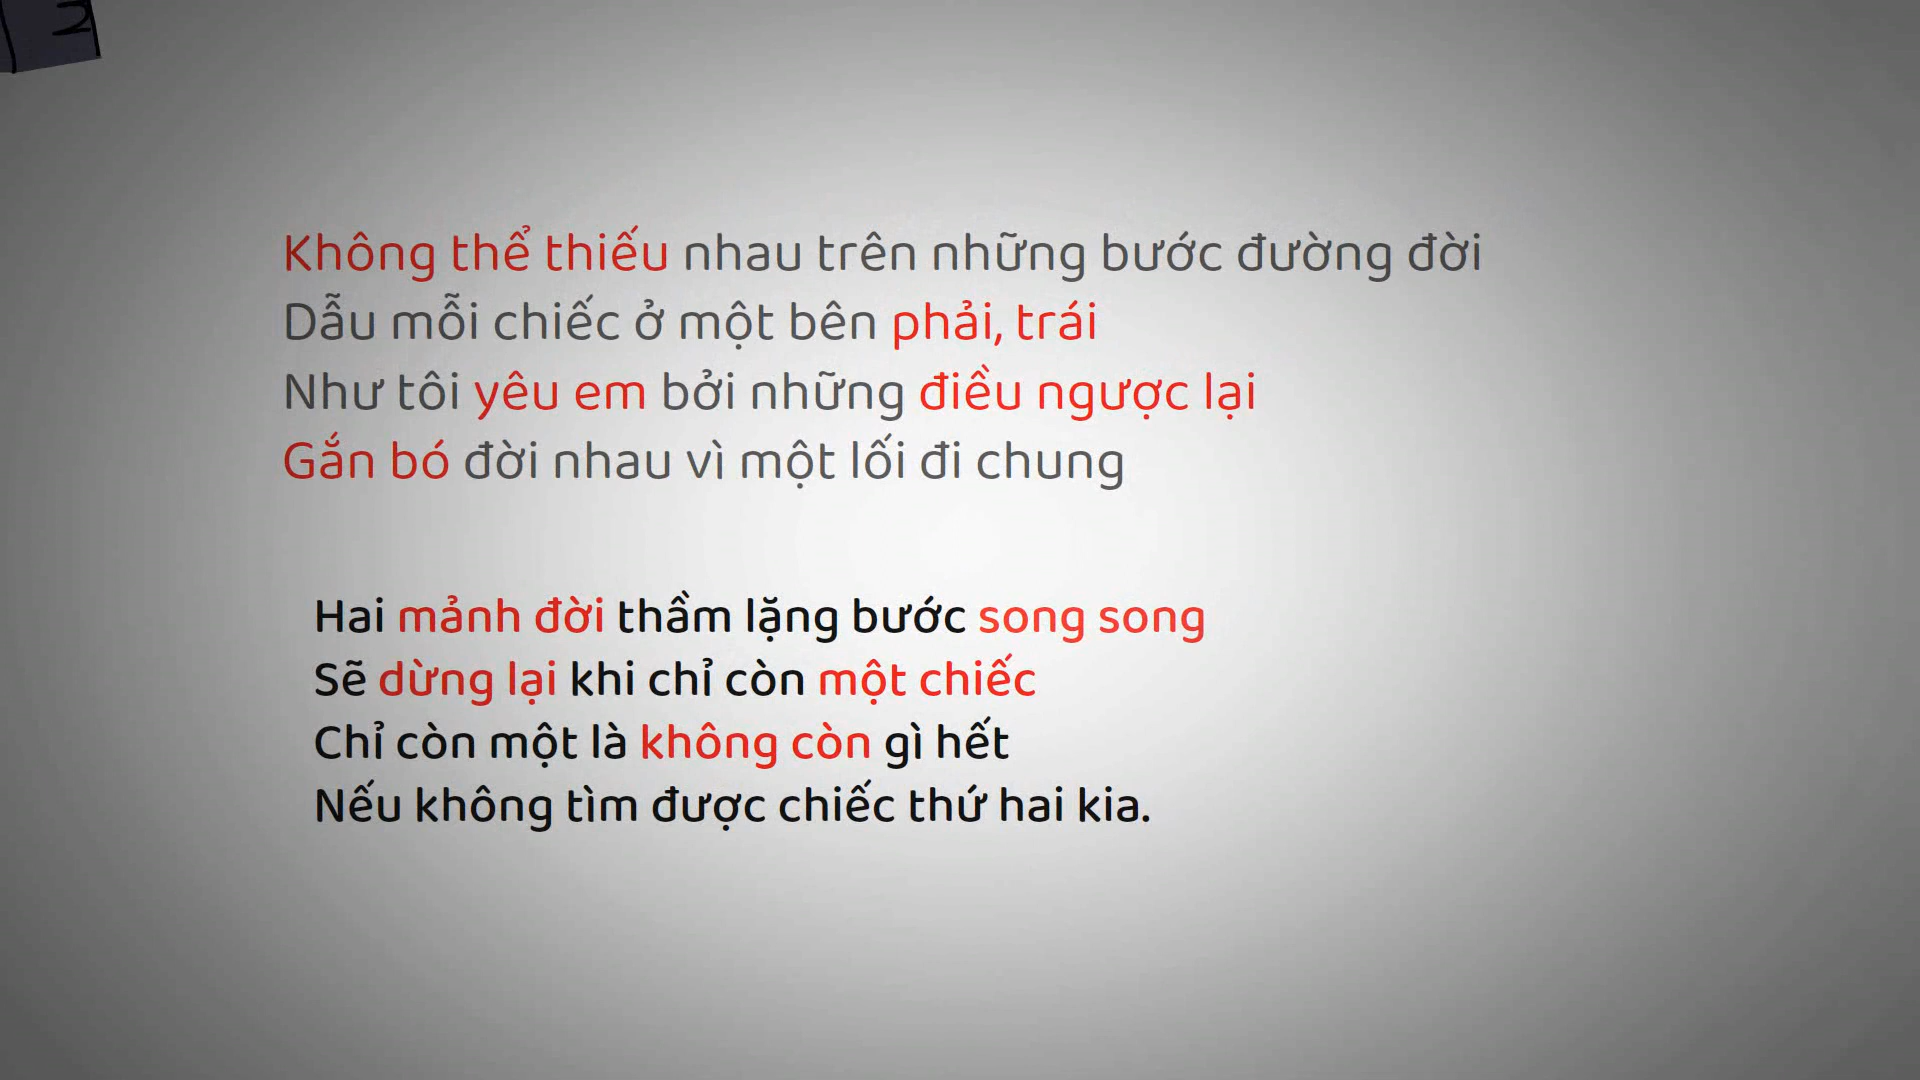 Không thể thiếu nhau trên những bước đường đời
Dẫu mỗi chiếc ở một bên phải, trái
Như tôi yêu em bởi những điều ngược lại
Gắn bó đời nhau vì một lối đi chung
Hai mảnh đời thầm lặng bước song song
Sẽ dừng lại khi chỉ còn một chiếc
Chỉ còn một là không còn gì hết
Nếu không tìm được chiếc thứ hai kia.